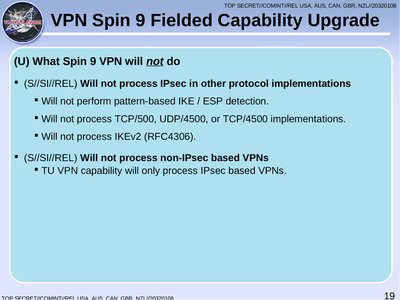 TOP SECRET//COMINT//REL USA, AUS, CAN, GBR, NZL//20320108
VPN Spin 9 Fielded Capability Upgrade
(U) What Spin 9 VPN will not do
▪ (S//SI//REL) Will not process IPsec in other protocol implementations
▪ Will not perform pattern-based IKE / ESP detection.
▪ Will not process TCP/500, UDP/4500, or TCP/4500 implementations.
▪ Will not process IKEv2 (RFC4306).
▪ (S//SI//REL) Will not process non-IPsec based VPNs
▪ TU VPN capability will only process IPsec based VPNs.
TOP SECRET//COMINT//REL USA, AUS, CAN, GBR, NZL//20320108
19